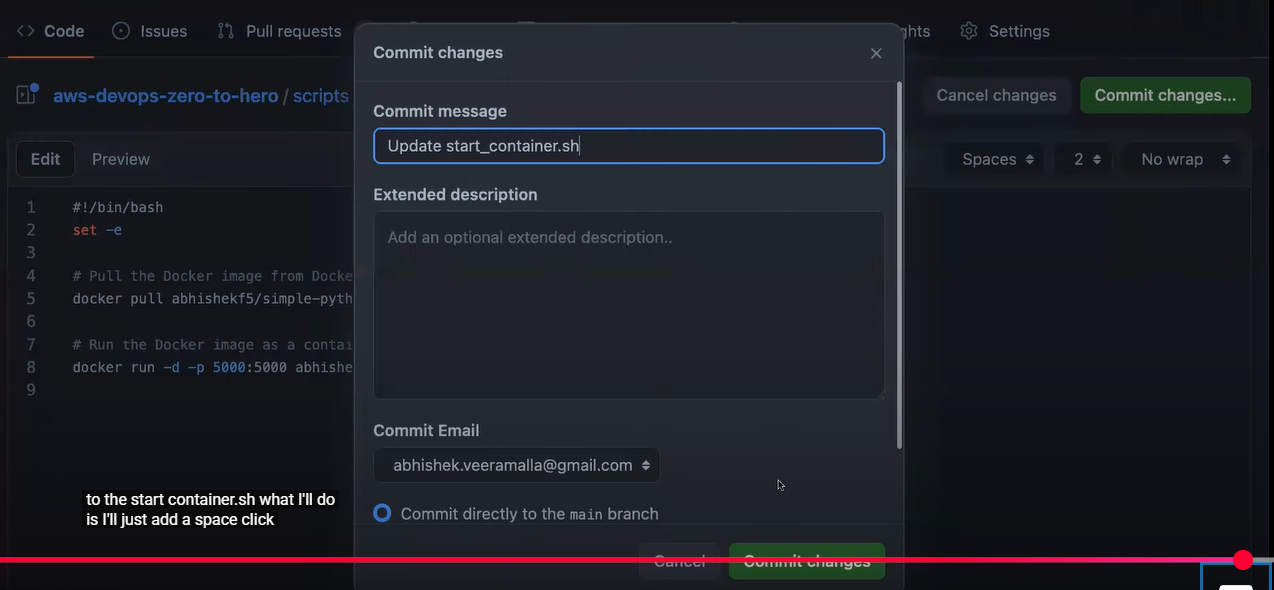 Code Issues Pull requests ghts Settings
Commit changes
aws-devops-zero-to-hero / scripts
Cancel changes Commit changes...
Commit message
Update start_container.sh
Edit Preview
Spaces 2 No wrap
Extended description
Add an optional extended description..
1 #!/bin/bash
2 set -e
3
4 # Pull the Docker image from Docke
5 docker pull abhishekf5/simple-pyth
6
7 # Run the Docker image as a contai
8 docker run -d -p 5000:5000 abhishe
9
Commit Email
abhishek.veeramalla@gmail.com
Commit directly to the main branch
to the start container.sh what I'll do
is I'll just add a space click
Cancel Commit changes